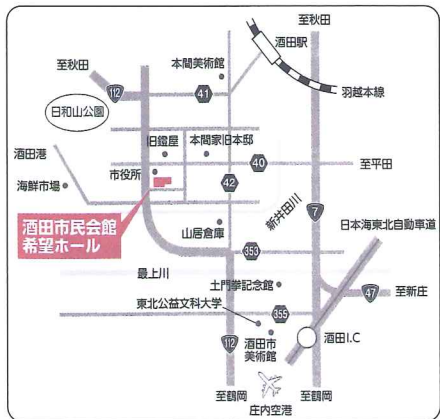 至秋田
酒田駅
本間美術館
至秋田
112
41
羽越本線
日和山公園
旧鐙屋
本間家旧本邸
酒田港
40
至平田
市役所
42
海鮮市場
新井田川
7
酒田市民会館
希望ホール
山居倉庫
日本海東北自動車道
353
最上川
土門拳記念館
47
至新庄
東北公益文科大学
355
酒田市
美術館
酒田I.C
112
至鶴岡
庄内空港
至鶴岡